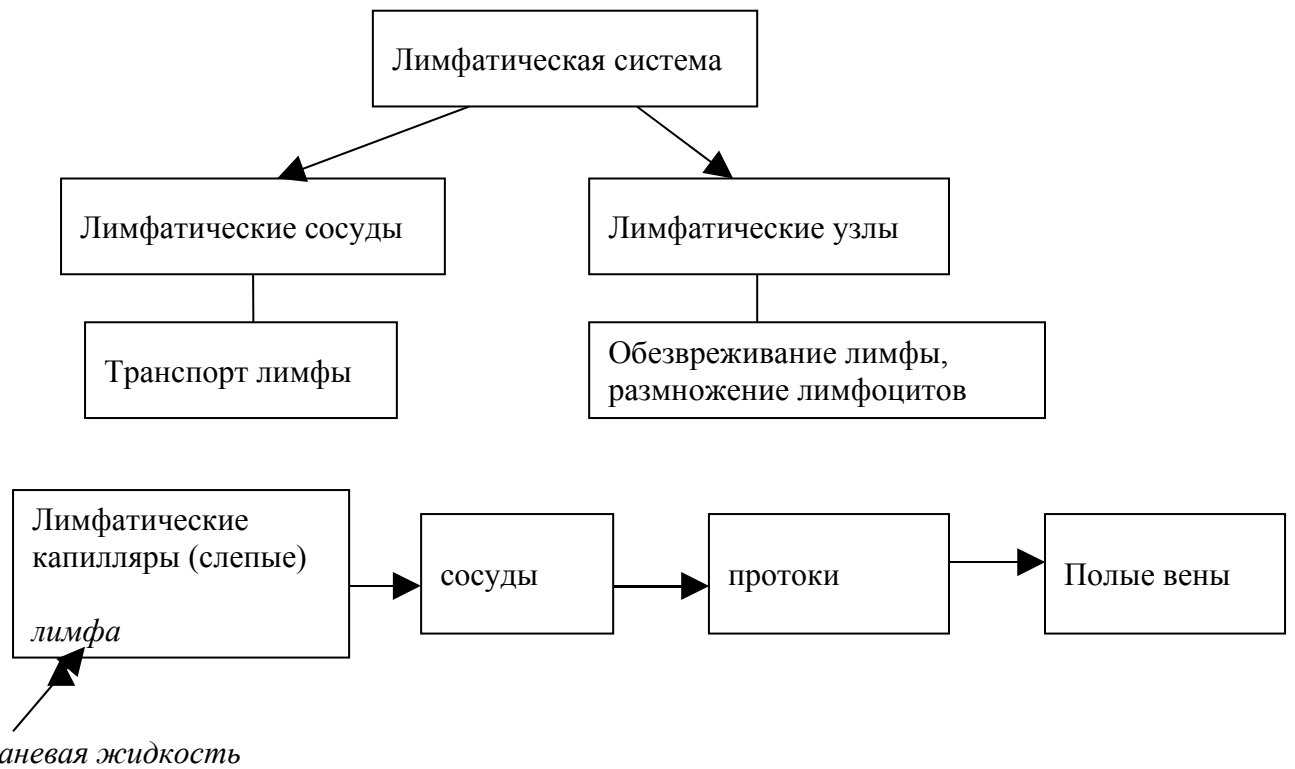 Лимфатическая система
Лимфатические сосуды
Лимфатические узлы
Транспорт лимфы
Обезвреживание лимфы,
размножение лимфоцитов
Лимфатические
капилляры (слепые)
лимфа
сосуды
протоки
Полые вены
жидкость